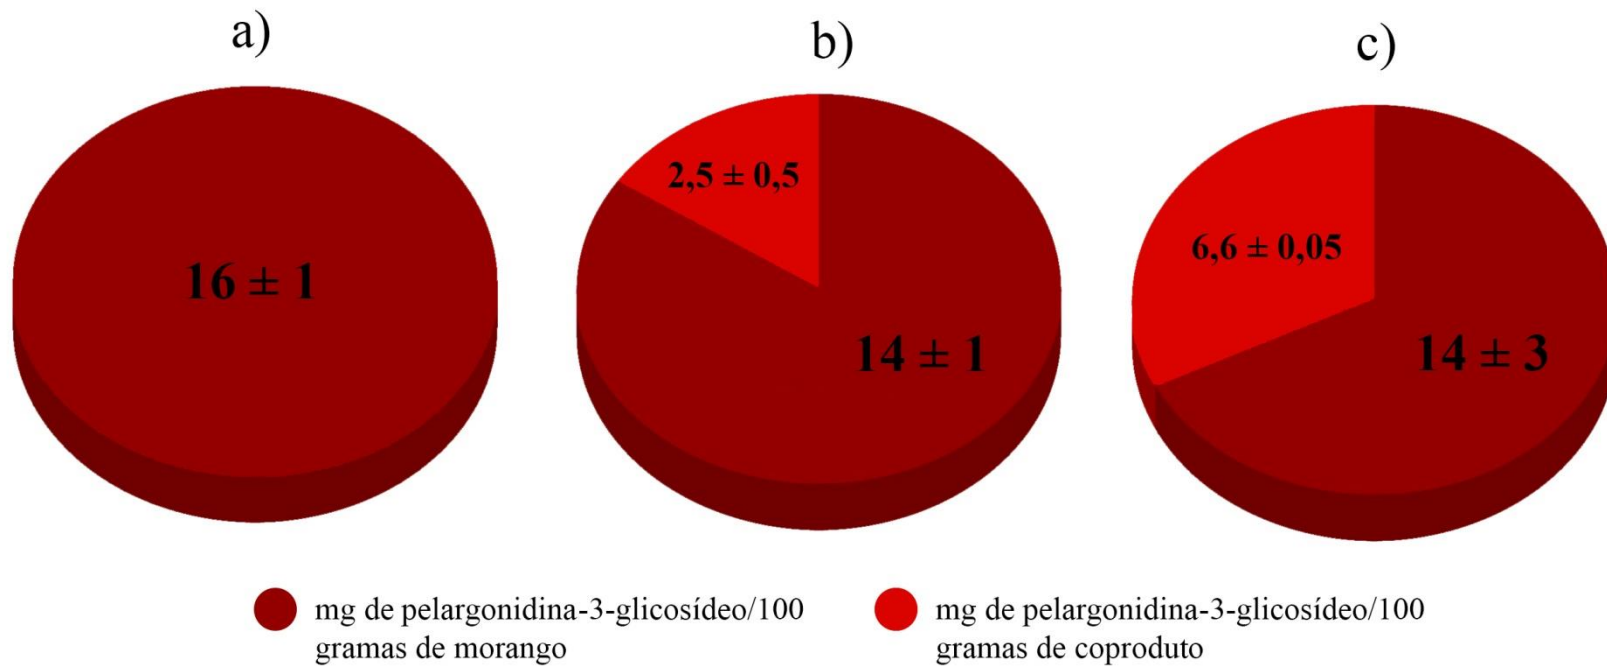 a)
b)
c)
16 ± 1
2,5 ± 0,5
14 ± 1
6,6 ± 0,05
14 ± 3
mg de pelargonidina-3-glicosídeo/100
gramas de morango
mg de pelargonidina-3-glicosídeo/100
gramas de coproduto